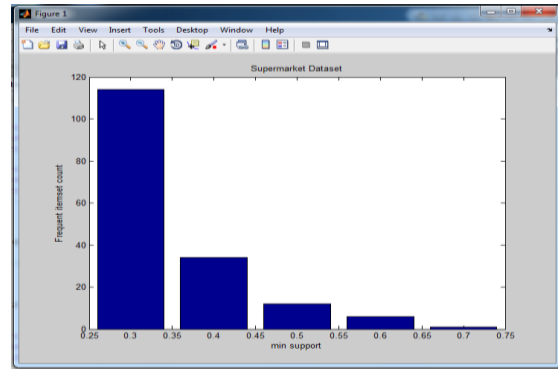 Figure 1
File Edit View Insert Tools Desktop Window Help
Supermarket Dataset
120
100
80
60
40
20
0
Frequent itemset count
0.25 0.3 0.35 0.4 0.45 0.5 0.55 0.6 0.65 0.7 0.75
min support